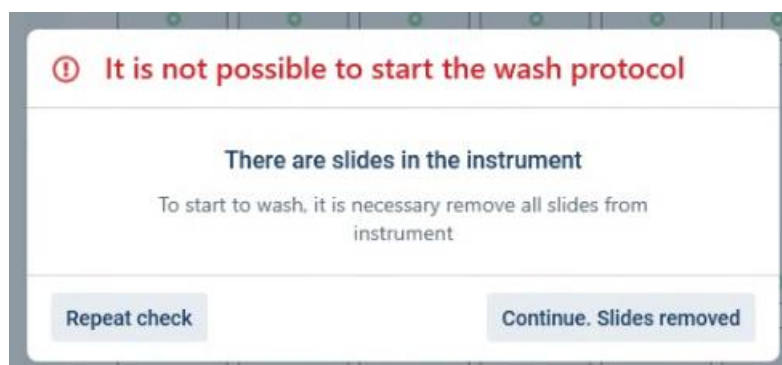 It is not possible to start the wash protocol
There are slides in the instrument
To start to wash, it is necessary remove all slides from
instrument
Repeat check
Continue. Slides removed